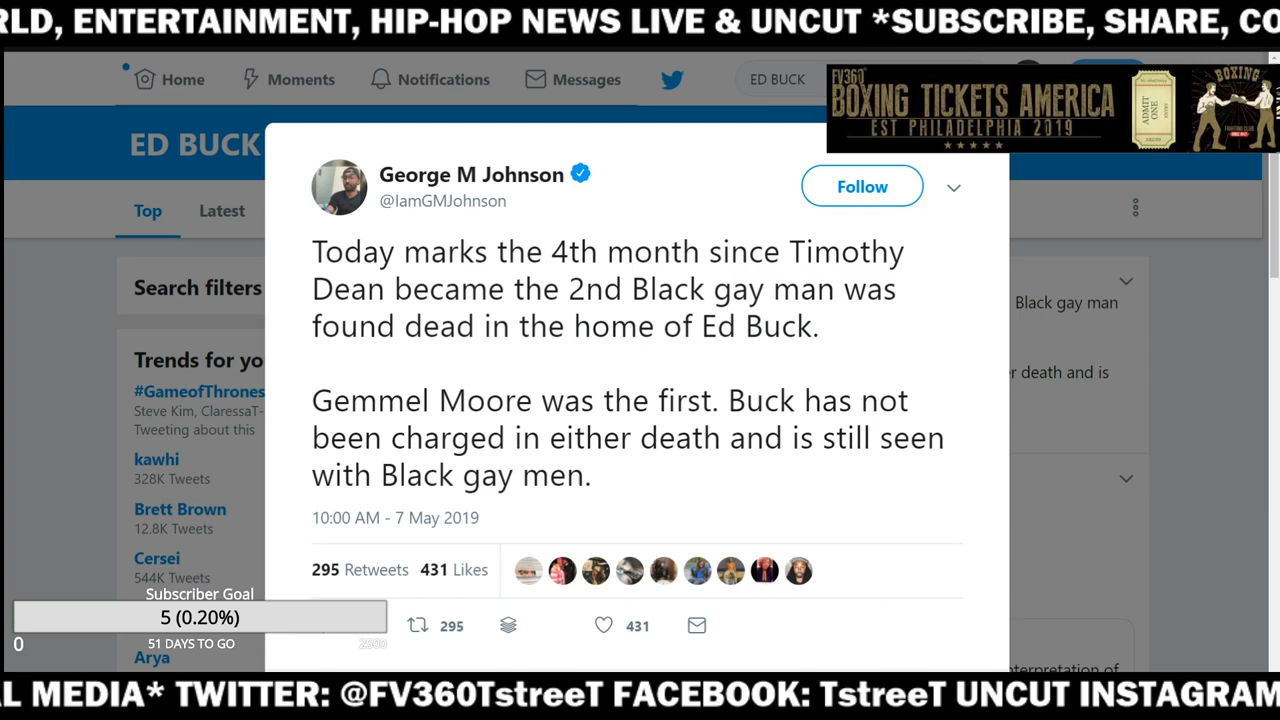 RLD, ENTERTAINMENT, HIP-HOP NEWS LIVE & UNCUT *SUBSCRIBE, SHARE, CO
Home Moments Notifications Messages ED BUCK
FV360°
BOXING TICKETS AMERICA
EST PHILADELPHIA 2019
ADMIT ONE
BOXING
ED BUCK
George M Johnson
@IamGMJohnson
Follow
Top Latest
Today marks the 4th month since Timothy
Dean became the 2nd Black gay man was
found dead in the home of Ed Buck.
Gemmel Moore was the first. Buck has not
been charged in either death and is still seen
with Black gay men.
10:00 AM - 7 May 2019
295 Retweets 431 Likes
295 431
Search filters
Trends for yo
#GameofThrones
Steve Kim, ClaressaT-
Tweeting about this
kawhi
328K Tweets
Brett Brown
12.8K Tweets
Cersei
544K Tweets
Arya
Black gay man
r death and is
nterpretation of
Subscriber Goal
5 (0.20%)
0 51 DAYS TO GO 2500
AL MEDIA* TWITTER: @FV360TstreeT FACEBOOK: TstreeT UNCUT INSTAGRAM